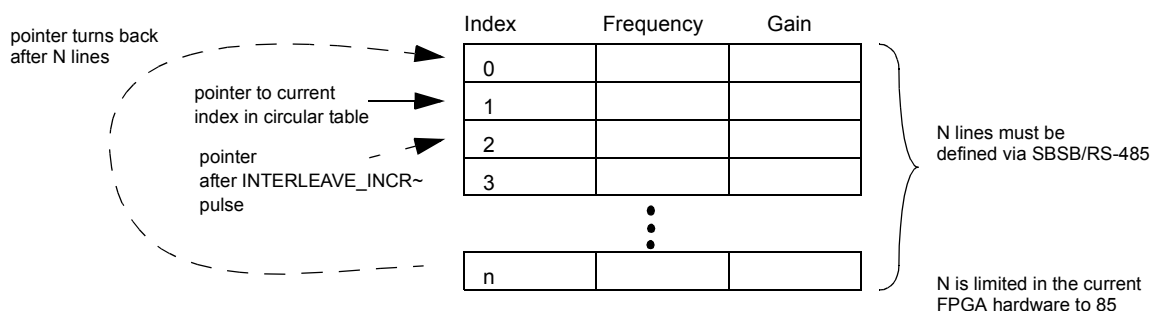 Index Frequency Gain
pointer turns back
after N lines
0
pointer to current
index in circular table
1
pointer
after INTERLEAVE_INCR~
pulse
2
3
N lines must be
defined via SBSB/RS-485
n
N is limited in the current
FPGA hardware to 85